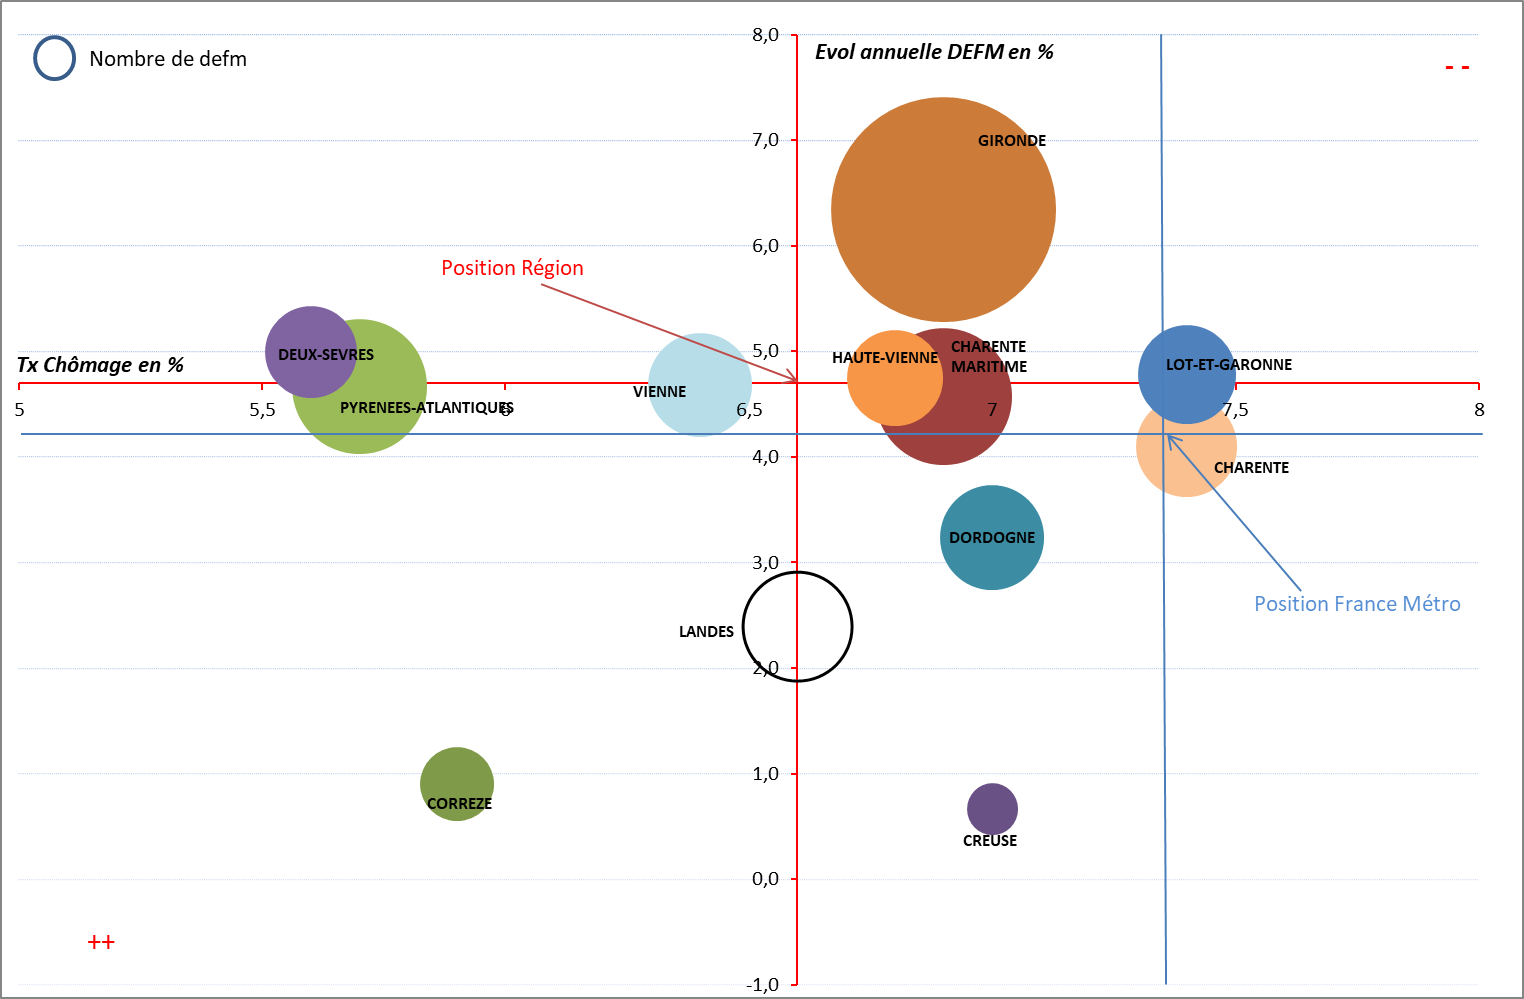 8,0
Evol annuelle DEFM en %
Nombre de defm
- -
7,0
GIRONDE
6,0
Position Région
5,0
CHARENTE
MARITIME
DEUX-SEVRES
HAUTE-VIENNE
Tx Chômage en %
LOT-ET-GARONNE
VIENNE
PYRENEES-ATLANTIQUES
5
5,5
6
6,5
7
7,5
8
4,0
CHARENTE
DORDOGNE
3,0
Position France Métro
LANDES
2,0
1,0
CORREZE
CREUSE
0,0
++
-1,0